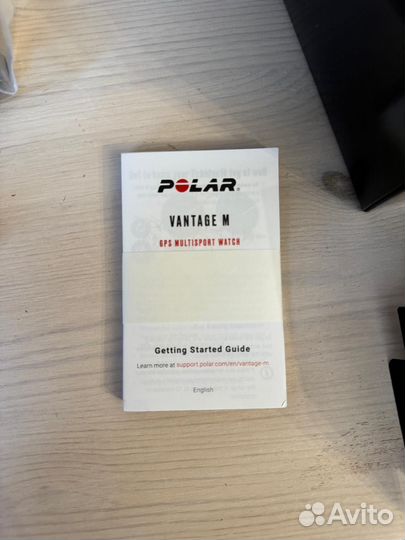 POLAR®
VANTAGE M
GPS MULTISPORT WATCH
Getting Started Guide
Learn more at support.polar.com/en/vantage-m
English
Avito